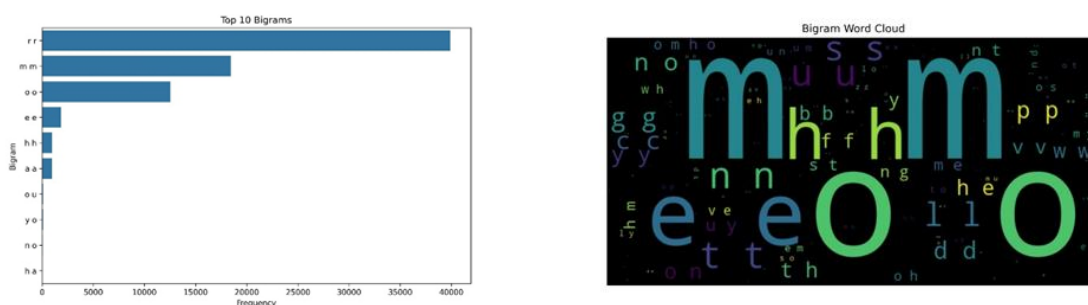 Top 10 Bigrams
r r
m m
o o
e e
h h
a a
o u
y o
n o
h a
Bigram
0 5000 10000 15000 20000 25000 30000 35000 40000
Frequency
Bigram Word Cloud
o m h o
u n u m
s s
n t
n o
m m
u u
w h
e h
o s
y
g g
b b
h h
p p
c c
f f
y y
v v
w w
s t
n g
m e
n n
h e
e e
v e
o o
l l
l y
u y
t t
d d
e m
s o
o n
t h
o h